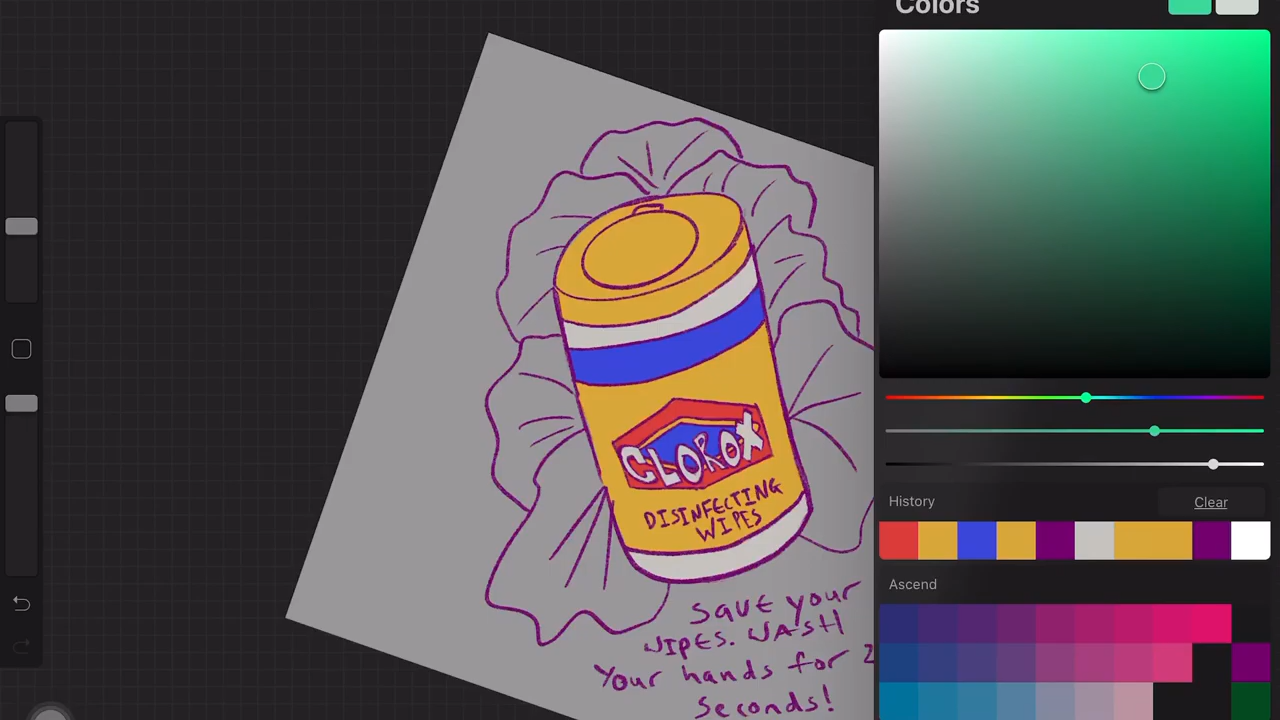 Colors
CLOROX
DISINFECTING
WIPES
SAVE your
WIPES. WASH
Your hands for 2
Seconds!
History
Clear
Ascend